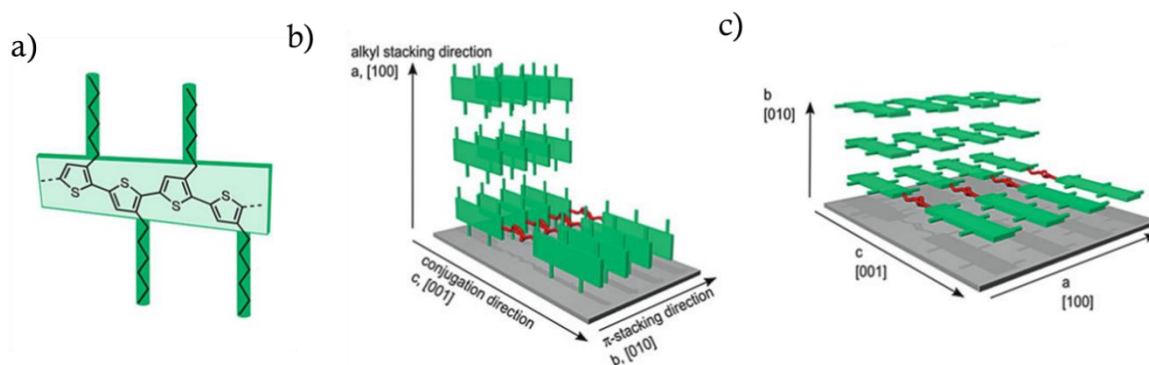 a)
S
S
S
S
b)
alkyl stacking direction
a, [100]
conjugation direction
c, [001]
π-stacking direction
b, [010]
c)
b
[010]
c
[001]
a
[100]